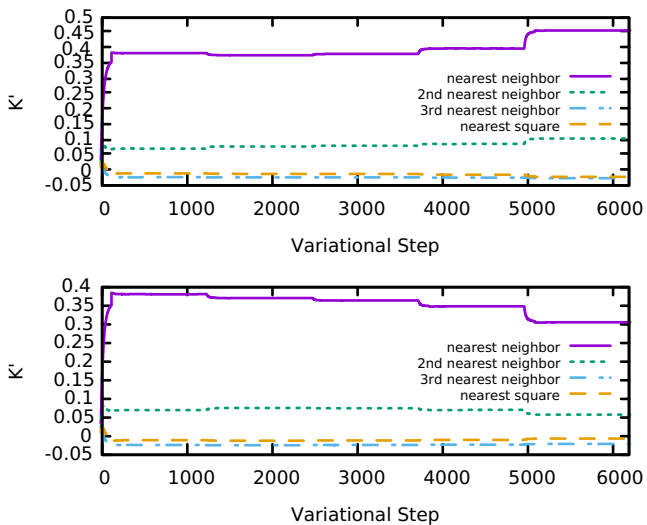 0.5
0.45
0.4
0.35
0.3
0.25
0.2
0.15
0.1
0.05
0
-0.05
K'
nearest neighbor
2nd nearest neighbor
3rd nearest neighbor
nearest square
0 1000 2000 3000 4000 5000 6000
Variational Step
0.4
0.35
0.3
0.25
0.2
0.15
0.1
0.05
0
-0.05
K'
nearest neighbor
2nd nearest neighbor
3rd nearest neighbor
nearest square
0 1000 2000 3000 4000 5000 6000
Variational Step